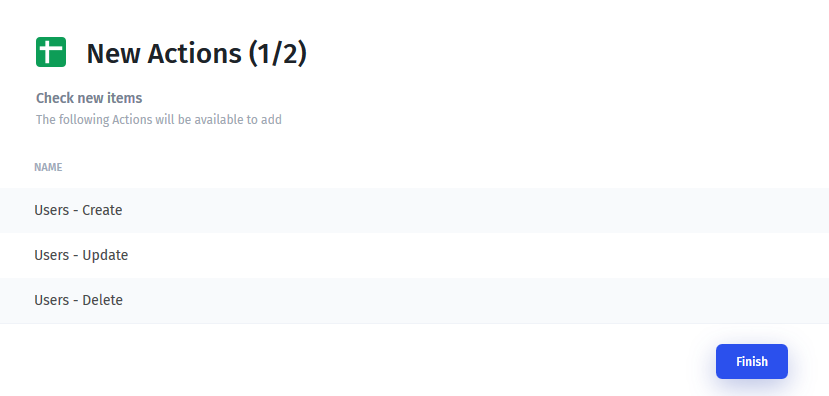 New Actions (1/2)
Check new items
The following Actions will be available to add
NAME
Users - Create
Users - Update
Users - Delete
Finish